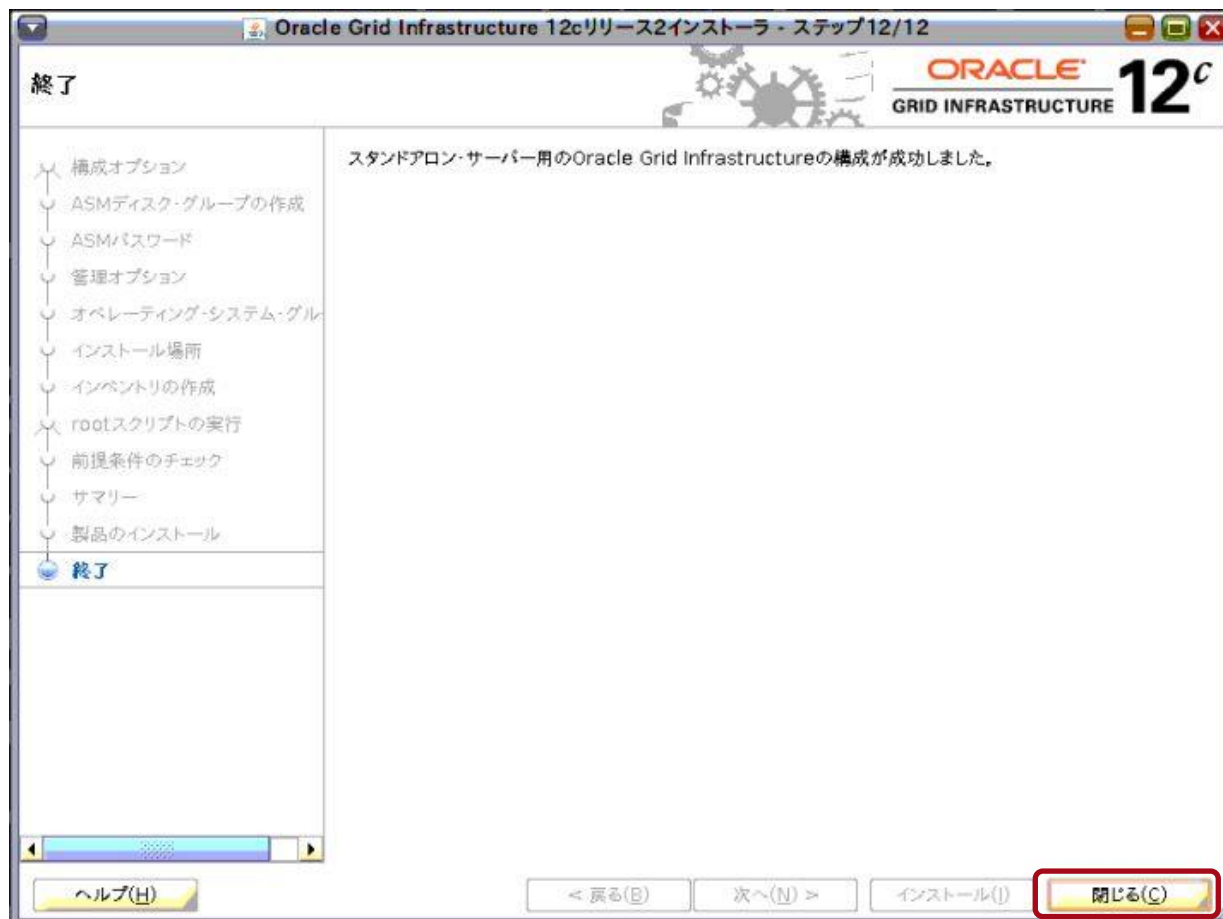 Oracle Grid Infrastructure 12cリリース2インストーラ - ステップ12/12
終了
ORACLE
GRID INFRASTRUCTURE 12c
構成オプション
ASMディスク・グループの作成
ASMパスワード
管理オプション
オペレーティング・システム・グル
インストール場所
インベントリの作成
rootスクリプトの実行
前提条件のチェック
サマリー
製品のインストール
終了
スタンドアロン・サーバー用のOracle Grid Infrastructureの構成が成功しました。
ヘルプ(H)
< 戻る(B)
次へ(N) >
インストール(I)
閉じる(C)